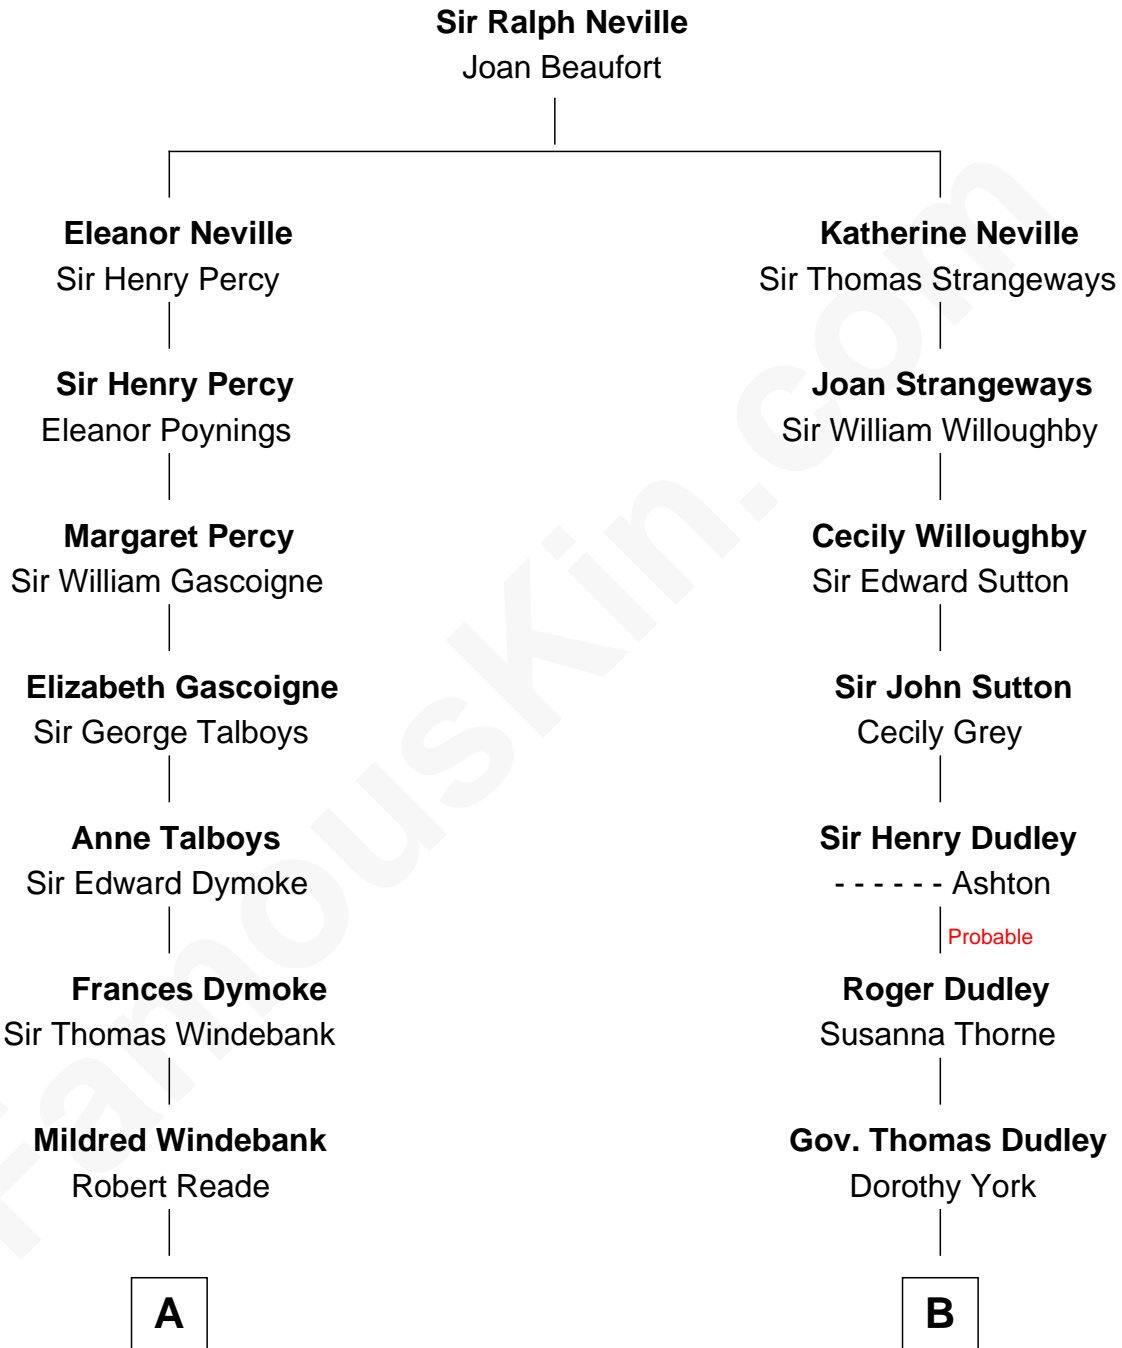 Sir Ralph Neville
Joan Beaufort
Eleanor Neville
Sir Henry Percy
Katherine Neville
Sir Thomas Strangeways
Sir Henry Percy
Eleanor Poynings
Joan Strangeways
Sir William Willoughby
Margaret Percy
Sir William Gascoigne
Cecily Willoughby
Sir Edward Sutton
Elizabeth Gascoigne
Sir George Talboys
Sir John Sutton
Cecily Grey
Anne Talboys
Sir Edward Dymoke
Sir Henry Dudley
- - - - - - Ashton
Probable
Frances Dymoke
Sir Thomas Windebank
Roger Dudley
Susanna Thorne
Mildred Windebank
Robert Reade
Gov. Thomas Dudley
Dorothy York
A
B
FamousKin.com